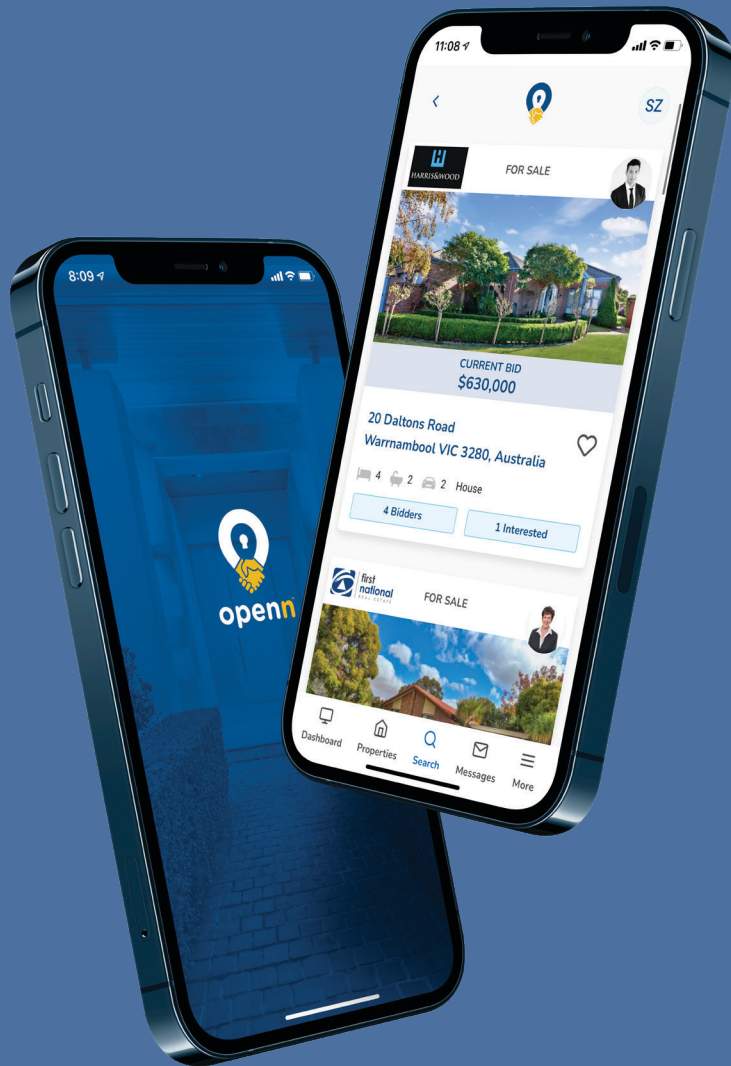 11:08
SZ
HARRIS&WOOD
FOR SALE
CURRENT BID
$630,000
20 Daltons Road
Warrnambool VIC 3280, Australia
4 2 2 House
4 Bidders
1 Interested
first
national
REAL ESTATE
FOR SALE
Dashboard
Properties
Search
Messages
More
8:09
openn